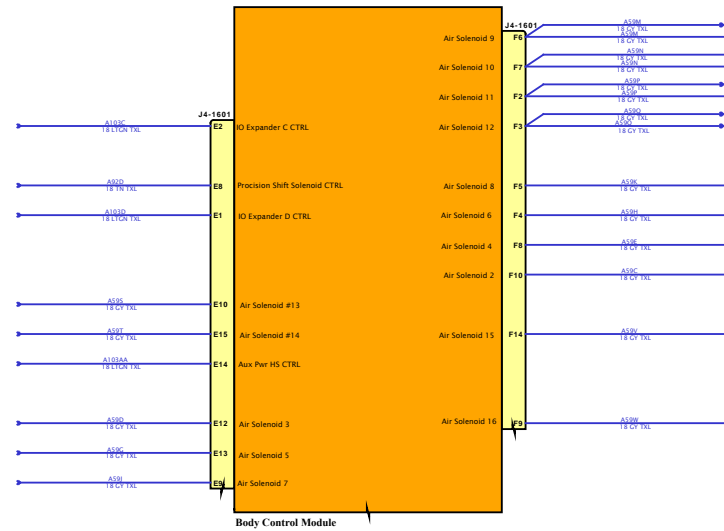 A59M
18 GY TXL
J4-1601
Air Solenoid 9
F6
A59M
18 GY TXL
A59N
18 GY TXL
Air Solenoid 10
F7
A59N
18 GY TXL
A59P
18 GY TXL
Air Solenoid 11
F2
A59P
18 GY TXL
A59Q
18 GY TXL
J4-1601
A103C
18 LTGN TXL
E2
IO Expander C CTRL
Air Solenoid 12
F3
A59Q
18 GY TXL
A92D
18 TN TXL
E8
Procision Shift Solenoid CTRL
Air Solenoid 8
F5
A59K
18 GY TXL
A103D
18 LTGN TXL
E1
IO Expander D CTRL
Air Solenoid 6
F4
A59H
18 GY TXL
Air Solenoid 4
F8
A59E
18 GY TXL
Air Solenoid 2
F10
A59C
18 GY TXL
A59S
18 GY TXL
E10
Air Solenoid #13
A59T
18 GY TXL
E15
Air Solenoid #14
Air Solenoid 15
F14
A59V
18 GY TXL
A103AA
18 LTGN TXL
E14
Aux Pwr HS CTRL
A59D
18 GY TXL
E12
Air Solenoid 3
Air Solenoid 16
F9
A59W
18 GY TXL
A59G
18 GY TXL
E13
Air Solenoid 5
A59J
18 GY TXL
E9
Air Solenoid 7
Body Control Module